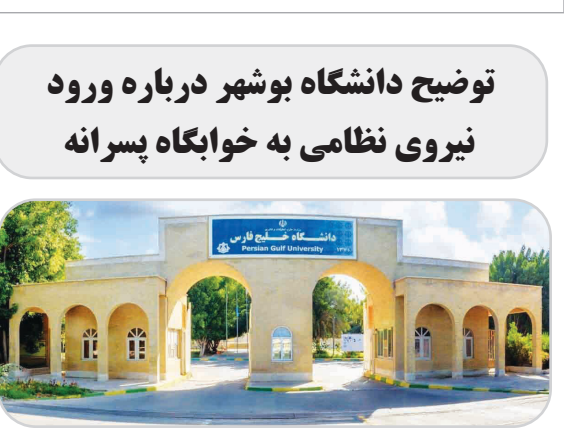 توضیح دانشگاه بوشهر درباره ورود
نیروی نظامی به خوابگاه پسرانه
دانشگاه خلیج فارس
Persian Gulf University